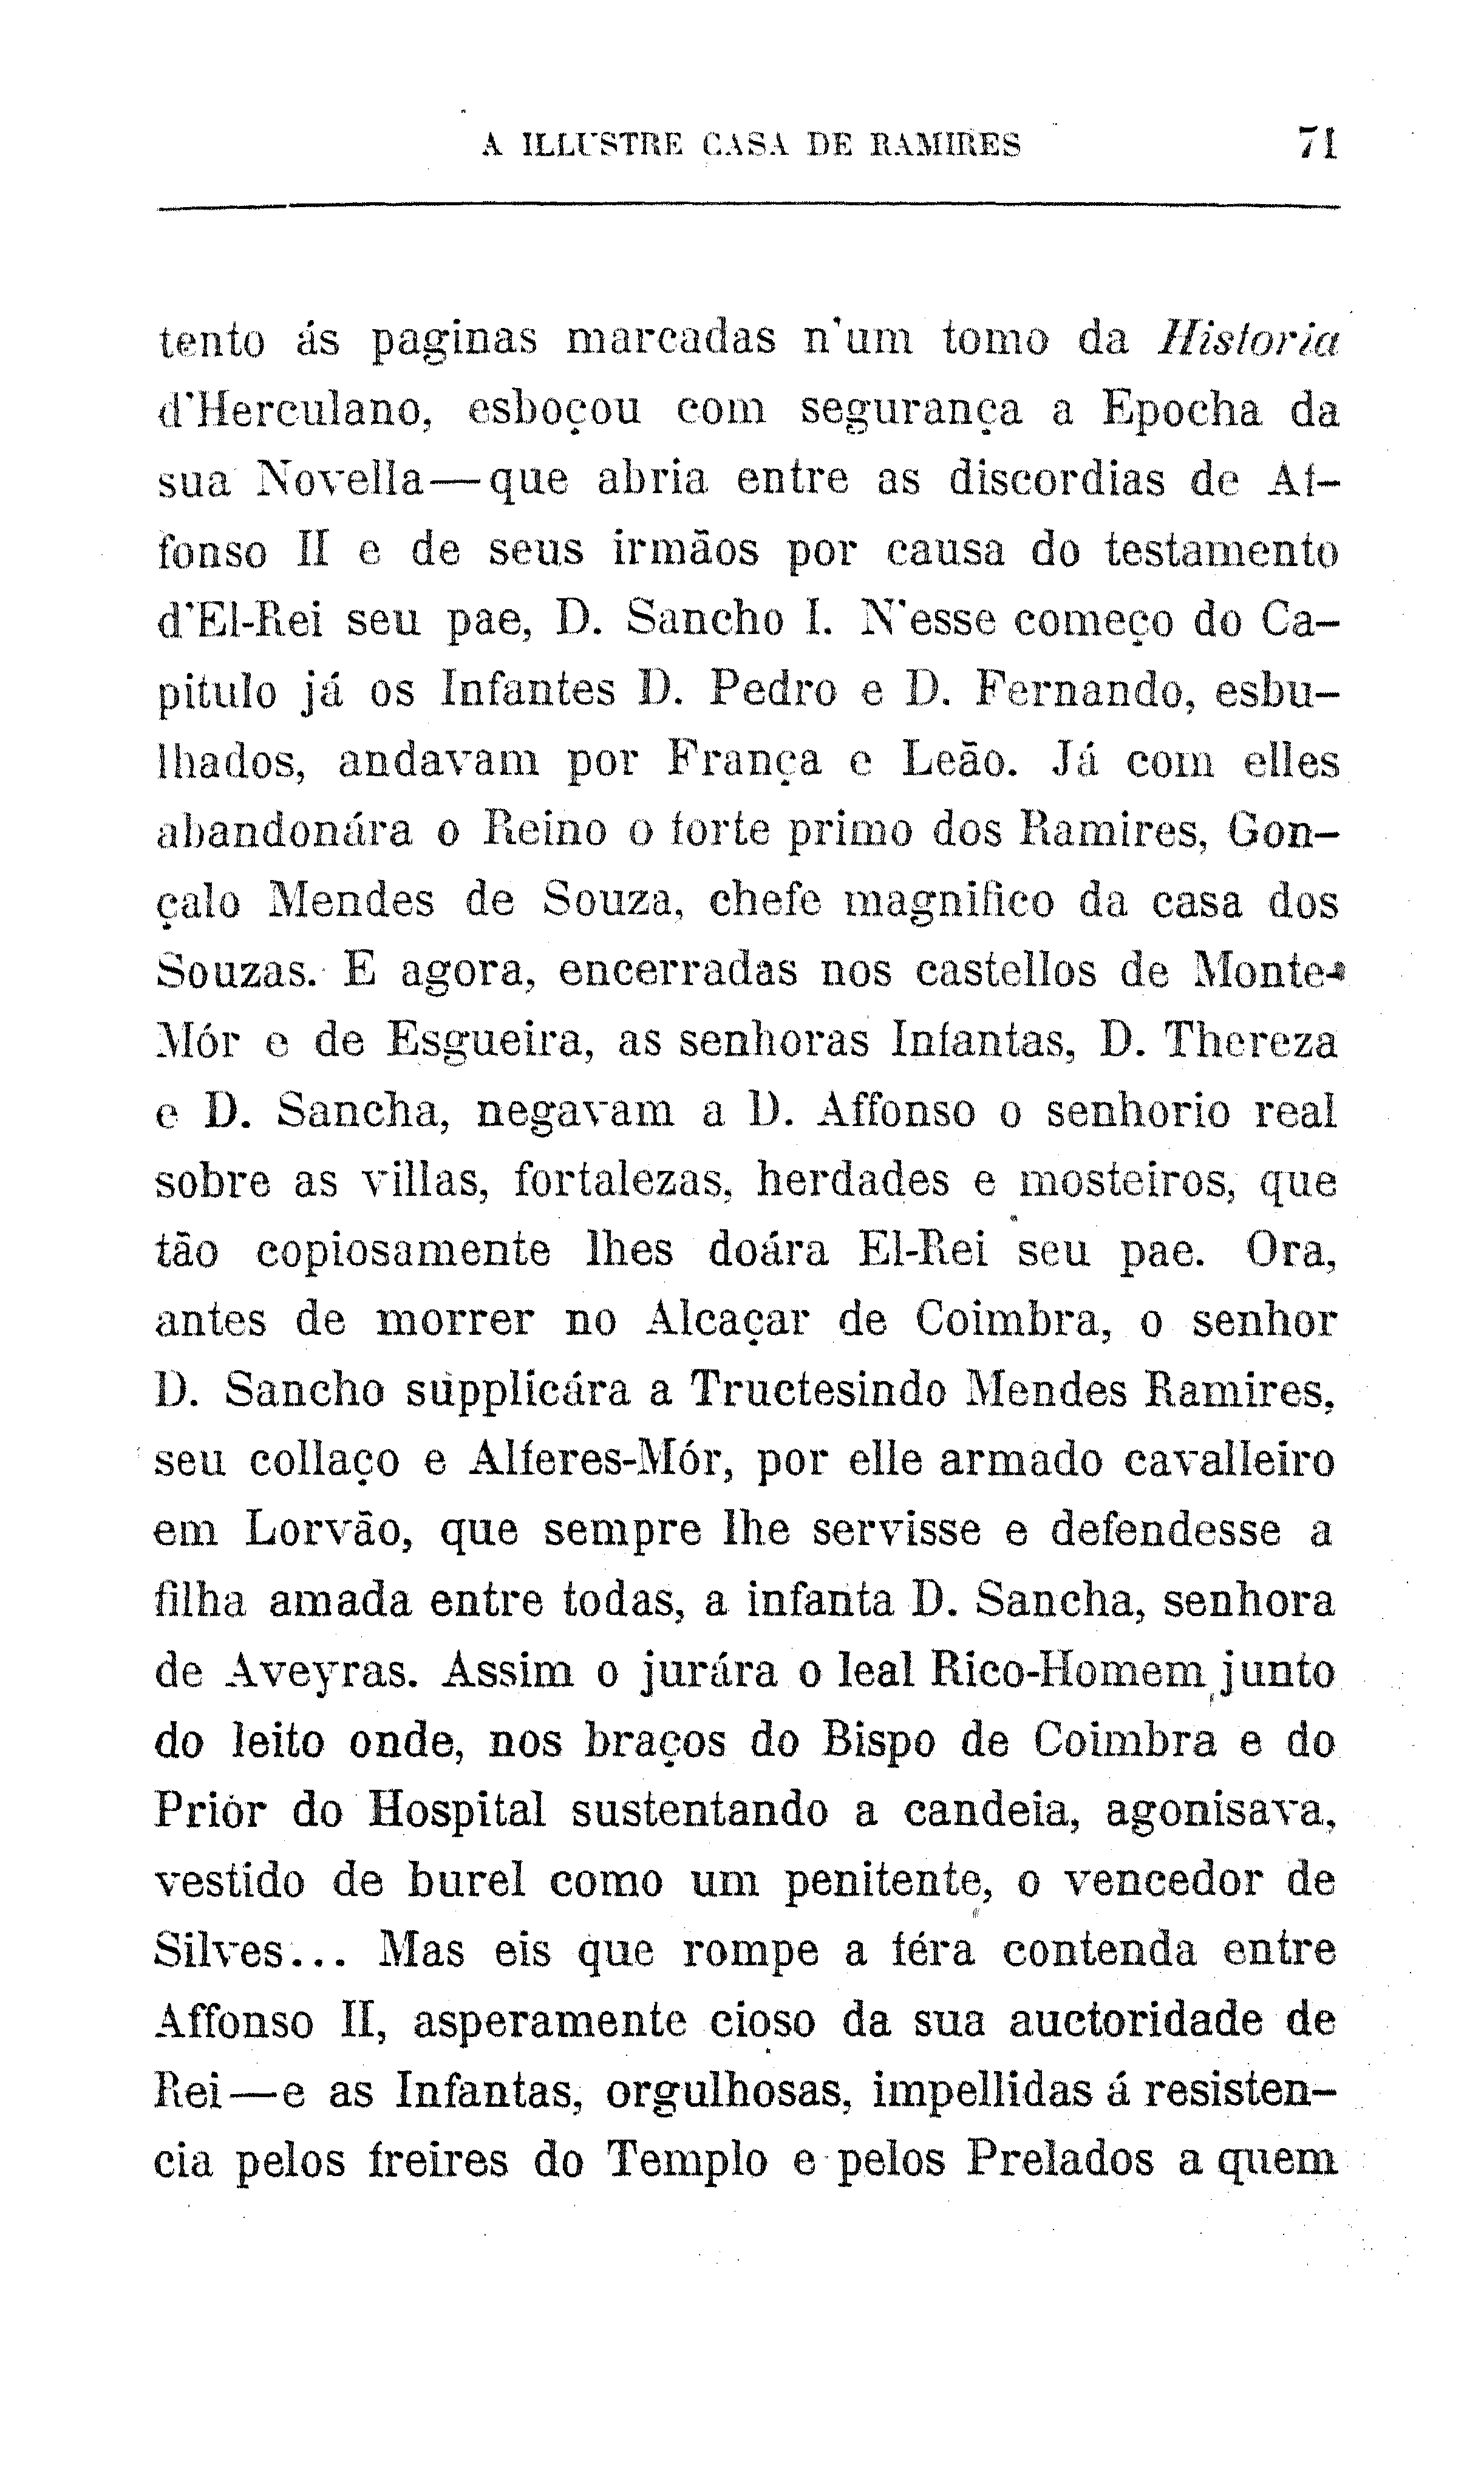 A ILLUSTRE CASA DE RAMIRES 71
tento ás paginas marcadas n'um tomo da Historia
d'Herculano, esboçou com segurança a Epocha da
sua Novella—que abria entre as discordias de Af-
fonso II e de seus irmãos por causa do testamento
d'El-Rei seu pae, D. Sancho I. N'esse começo do Ca-
pitulo já os Infantes D. Pedro e D. Fernando, esbu-
lhados, andavam por França e Leão. Já com elles
abandonára o Reino o forte primo dos Ramires, Gon-
çalo Mendes de Souza, chefe magnifico da casa dos
Souzas. E agora, encerradas nos castellos de Monte-
Mór e de Esgueira, as senhoras Infantas, D. Thereza
e D. Sancha, negavam a D. Affonso o senhorio real
sobre as villas, fortalezas, herdades e mosteiros, que
tão copiosamente lhes doára El-Rei seu pae. Ora,
antes de morrer no Alcaçar de Coimbra, o senhor
D. Sancho supplicára a Tructesindo Mendes Ramires,
seu collaço e Alferes-Mór, por elle armado cavalleiro
em Lorvão, que sempre lhe servisse e defendesse a
filha amada entre todas, a infanta D. Sancha, senhora
de Aveyras. Assim o jurára o leal Rico-Homem junto
do leito onde, nos braços do Bispo de Coimbra e do
Prior do Hospital sustentando a candeia, agonisava,
vestido de burel como um penitente, o vencedor de
Silves... Mas eis que rompe a féra contenda entre
Affonso II, asperamente cioso da sua auctoridade de
Rei—e as Infantas, orgulhosas, impellidas á resisten-
cia pelos freires do Templo e pelos Prelados a quem